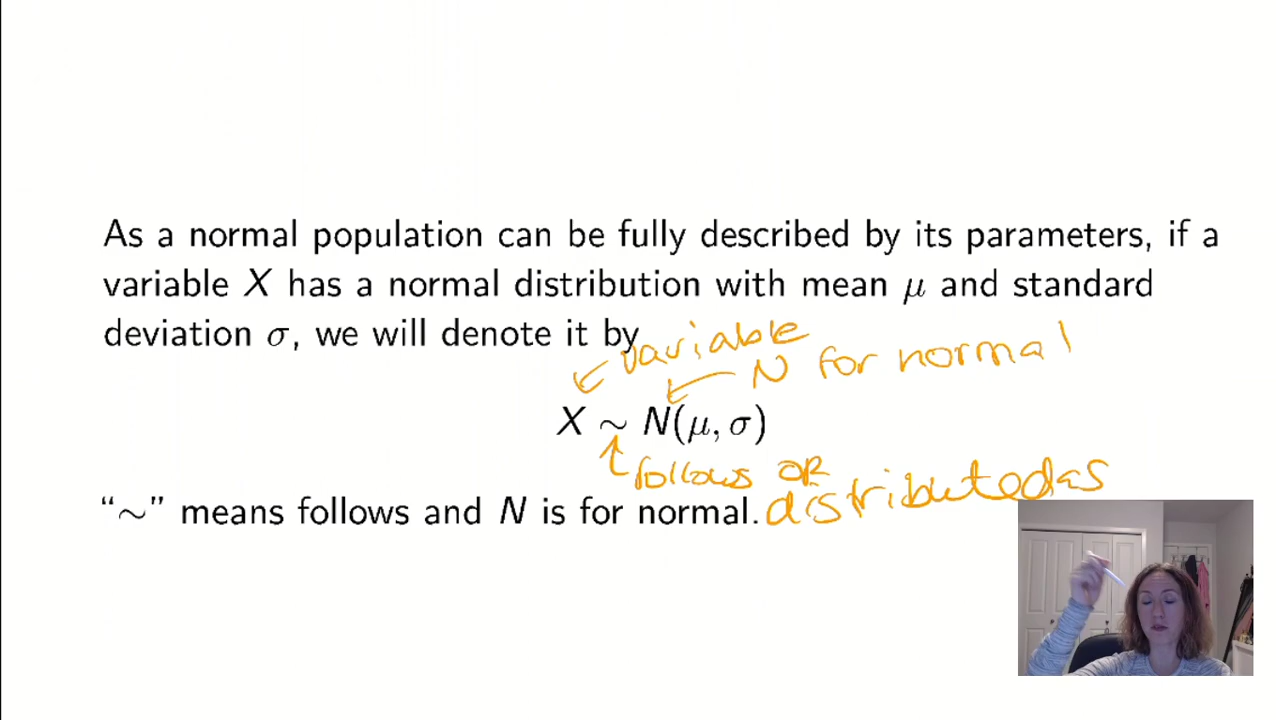 As a normal population can be fully described by its parameters, if a
variable X has a normal distribution with mean μ and standard
deviation σ, we will denote it by
variable
N for normal
X ∼ N(μ, σ)
follows OR
distributed as
“∼” means follows and N is for normal.